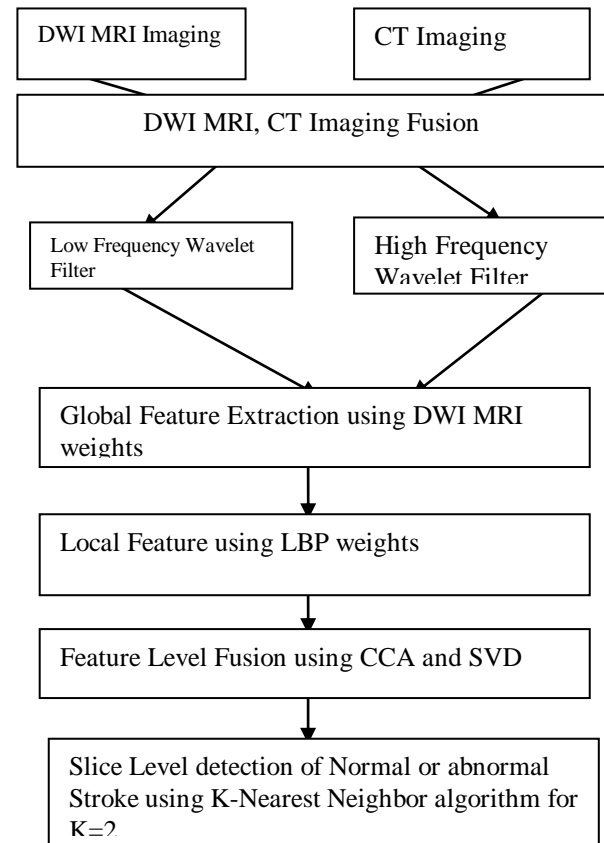 DWI MRI Imaging
CT Imaging
DWI MRI, CT Imaging Fusion
Low Frequency Wavelet
Filter
High Frequency
Wavelet Filter
Global Feature Extraction using DWI MRI
weights
Local Feature using LBP weights
Feature Level Fusion using CCA and SVD
Slice Level detection of Normal or abnormal
Stroke using K-Nearest Neighbor algorithm for
K=2